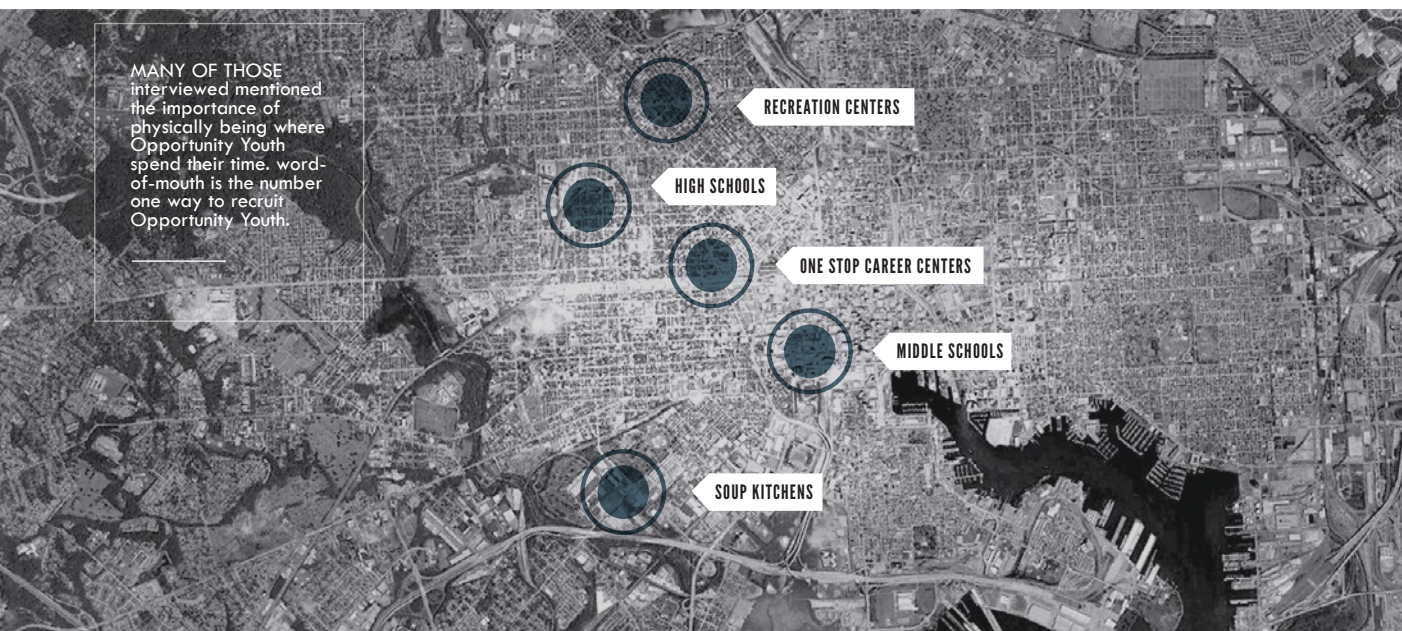 MANY OF THOSE
interviewed mentioned
the importance of
physically being where
Opportunity Youth
spend their time. word-
of-mouth is the number
one way to recruit
Opportunity Youth.
RECREATION CENTERS
HIGH SCHOOLS
ONE STOP CAREER CENTERS
MIDDLE SCHOOLS
SOUP KITCHENS